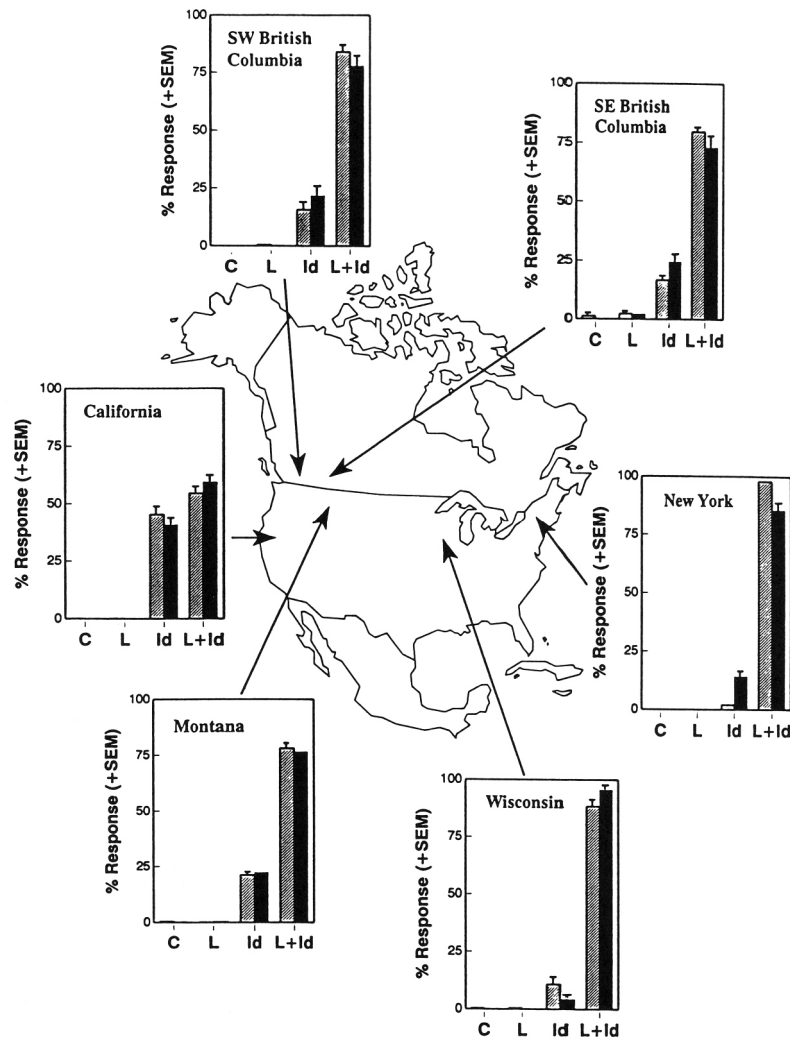 % Response (+SEM)
100
75
50
25
0
SW British
Columbia
C L Id L+Id
% Response (+SEM)
100
75
50
25
0
SE British
Columbia
C L Id L+Id
% Response (+SEM)
100
75
50
25
0
California
C L Id L+Id
% Response (+SEM)
100
75
50
25
0
New York
C L Id L+Id
% Response (+SEM)
100
75
50
25
0
Montana
C L Id L+Id
% Response (+SEM)
100
75
50
25
0
Wisconsin
C L Id L+Id